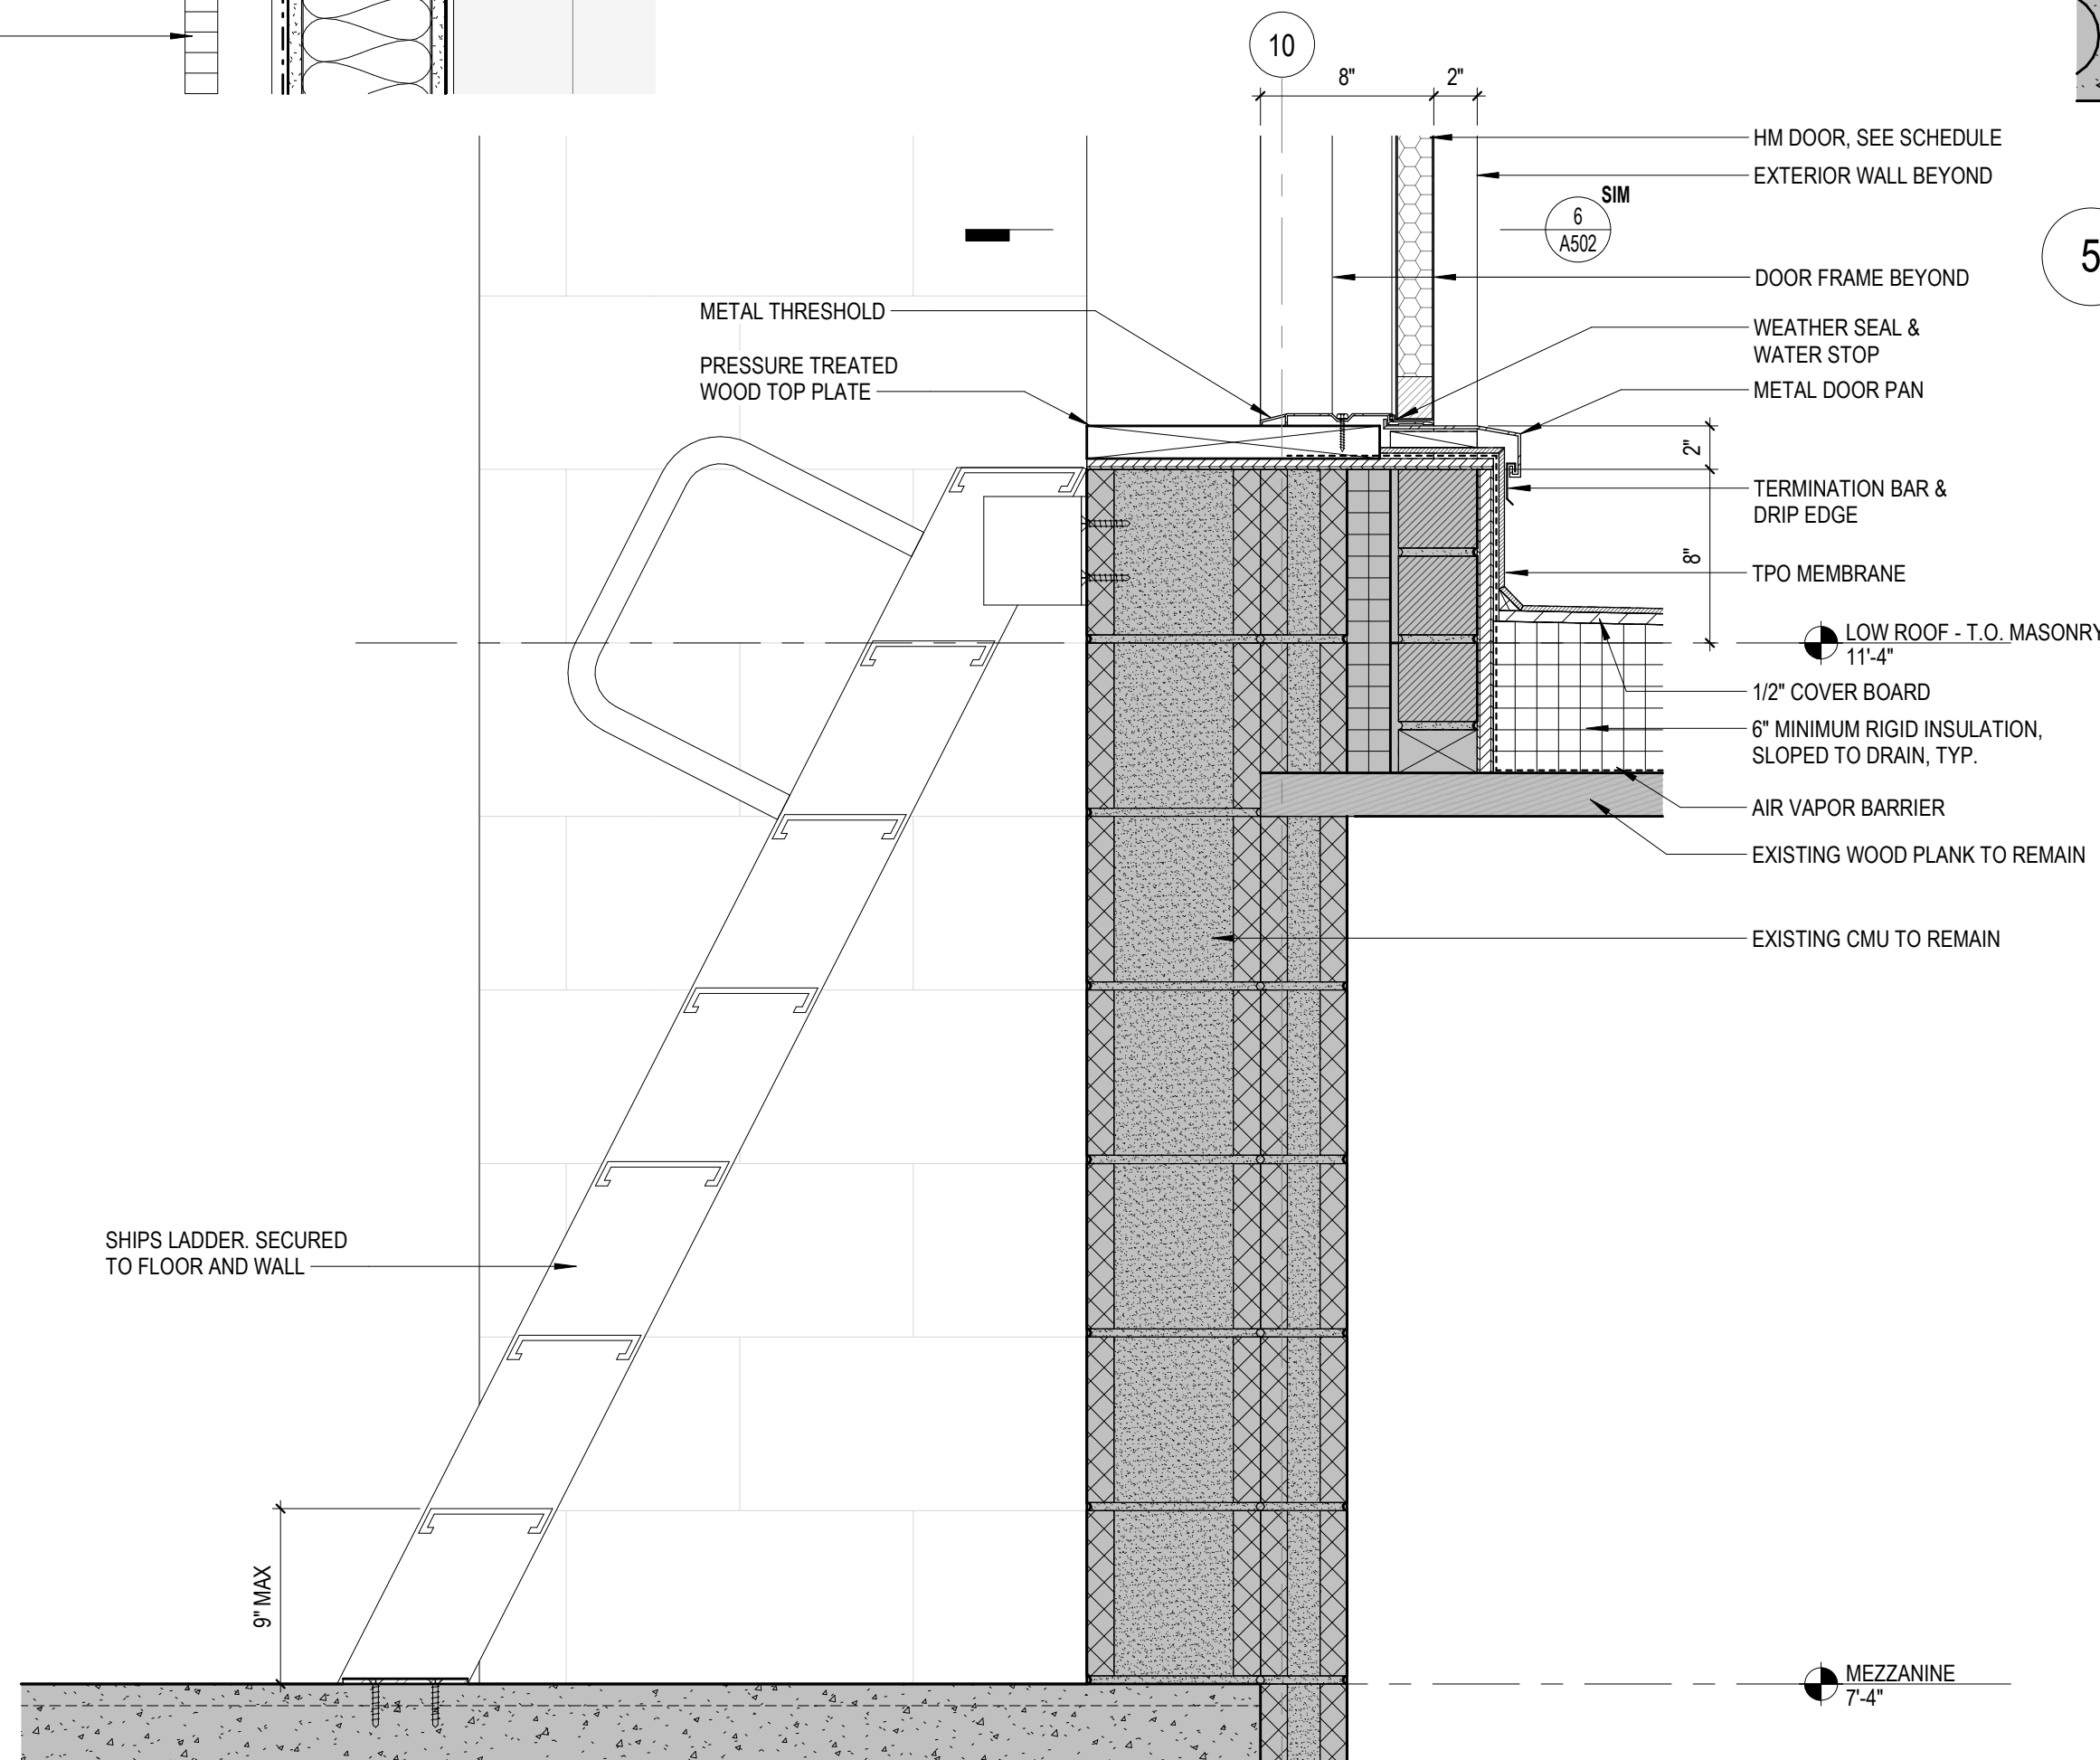 10
8"
2"
HM DOOR, SEE SCHEDULE
EXTERIOR WALL BEYOND
SIM
6
A502
5
DOOR FRAME BEYOND
METAL THRESHOLD
WEATHER SEAL &
WATER STOP
PRESSURE TREATED
WOOD TOP PLATE
METAL DOOR PAN
2"
TERMINATION BAR &
DRIP EDGE
8"
TPO MEMBRANE
LOW ROOF - T.O. MASONRY
11'-4"
1/2" COVER BOARD
6" MINIMUM RIGID INSULATION,
SLOPED TO DRAIN, TYP.
AIR VAPOR BARRIER
EXISTING WOOD PLANK TO REMAIN
EXISTING CMU TO REMAIN
SHIPS LADDER. SECURED
TO FLOOR AND WALL
9" MAX
MEZZANINE
7'-4"